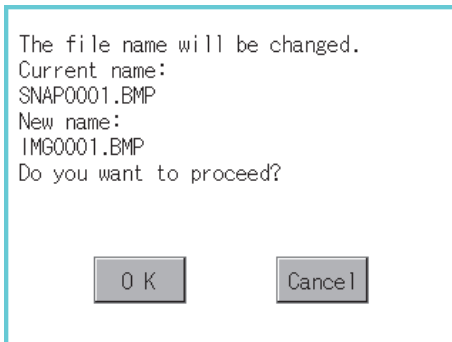 The file name will be changed.
Current name:
SNAP0001.BMP
New name:
IMG0001.BMP
Do you want to proceed?
O K
Cancel